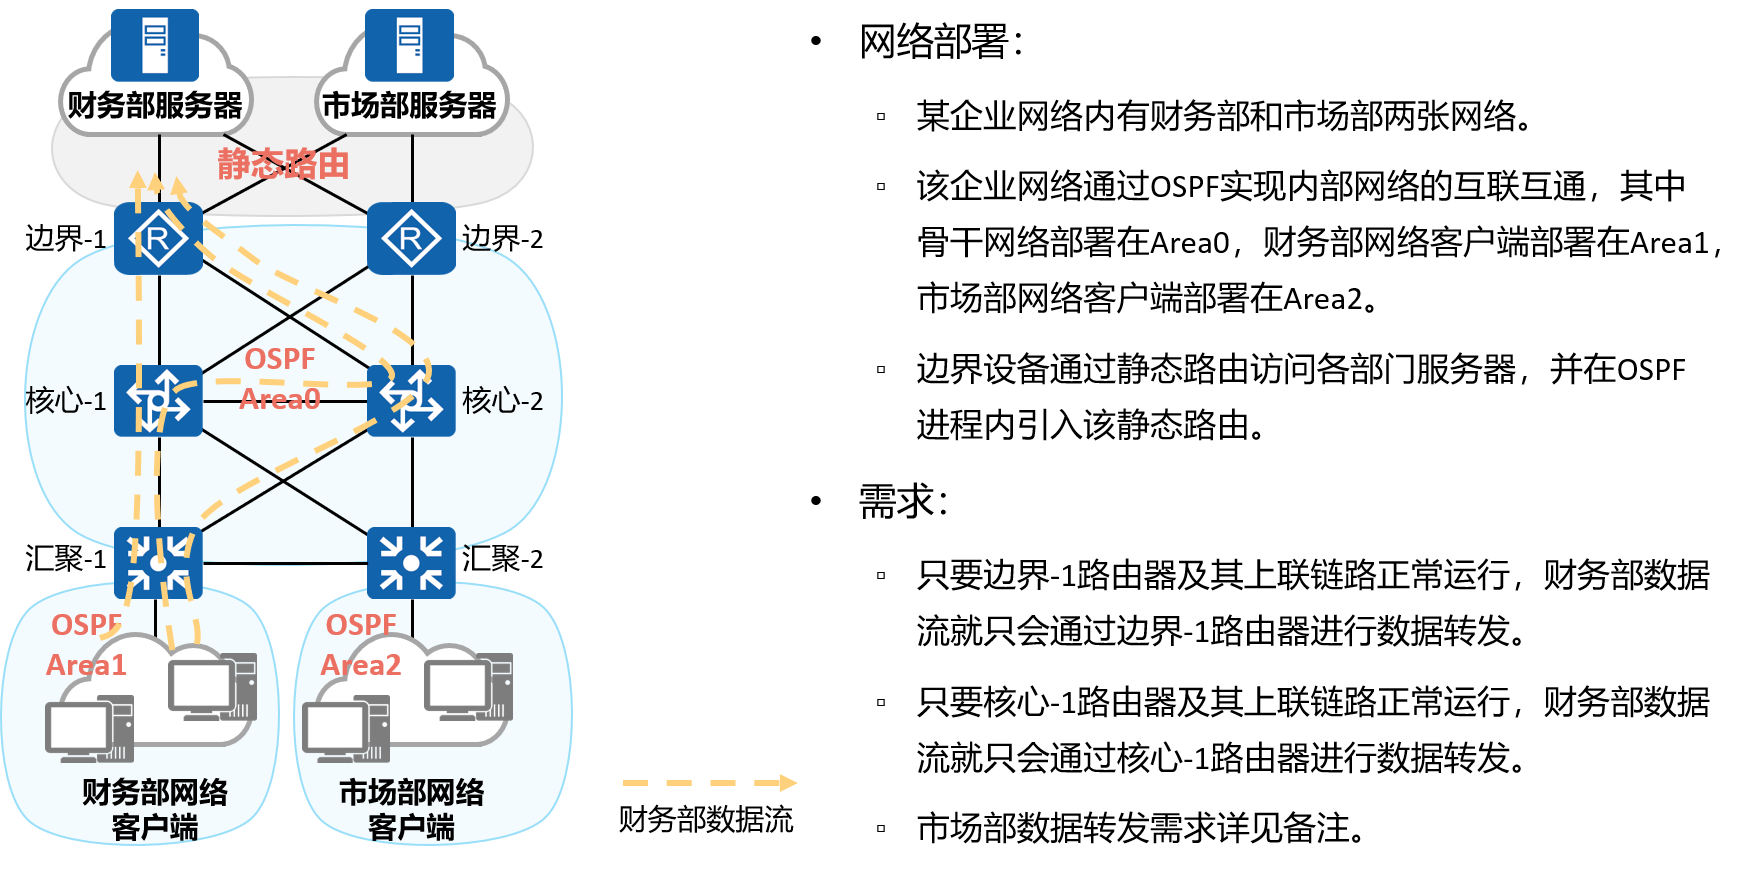 财务部服务器
市场部服务器
静态路由
边界-1
边界-2
OSPF
Area0
核心-1
核心-2
汇聚-1
汇聚-2
OSPF
Area1
OSPF
Area2
财务部网络
客户端
市场部网络
客户端
财务部数据流
• 网络部署：
▫ 某企业网络内有财务部和市场部两张网络。
▫ 该企业网络通过OSPF实现内部网络的互联互通，其中
骨干网络部署在Area0，财务部网络客户端部署在Area1，
市场部网络客户端部署在Area2。
▫ 边界设备通过静态路由访问各部门服务器，并在OSPF
进程内引入该静态路由。
• 需求：
▫ 只要边界-1路由器及其上联链路正常运行，财务部数据
流就只会通过边界-1路由器进行数据转发。
▫ 只要核心-1路由器及其上联链路正常运行，财务部数据
流就只会通过核心-1路由器进行数据转发。
▫ 市场部数据转发需求详见备注。